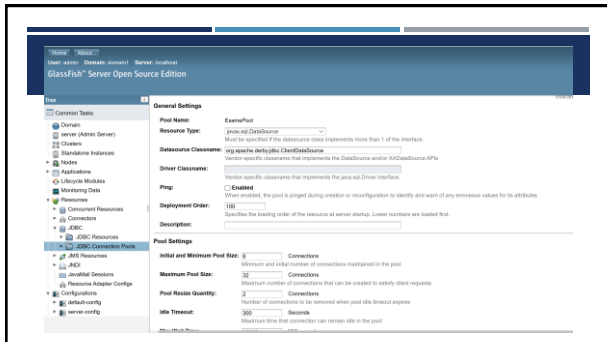 Home About...
User: admin Domain: domain1 Server: localhost
GlassFish™ Server Open Source Edition
Tree
Common Tasks
Domain
server (Admin Server)
Clusters
Standalone Instances
Nodes
Applications
Lifecycle Modules
Monitoring Data
Resources
Concurrent Resources
Connectors
JDBC
JDBC Resources
JDBC Connection Pools
JMS Resources
JNDI
JavaMail Sessions
Resource Adapter Configs
Configurations
default-config
server-config
General Settings
Pool Name: ExamePool
Resource Type: javax.sql.DataSource
Must be specified if the datasource class implements more than 1 of the interface.
Datasource Classname: org.apache.derby.jdbc.ClientDataSource
Vendor-specific classname that implements the DataSource and/or XADataSource APIs
Driver Classname:
Vendor-specific classname that implements the java.sql.Driver interface
Ping: Enabled
When enabled, the pool is pinged during creation or reconfiguration to identify and warn of any erroneous values for its attributes
Deployment Order: 100
Specifies the loading order of the resource at server startup. Lower numbers are loaded first.
Description:
Pool Settings
Initial and Minimum Pool Size: 8 Connections
Minimum and initial number of connections maintained in the pool
Maximum Pool Size: 32 Connections
Maximum number of connections that can be created to satisfy client requests
Pool Resize Quantity: 2 Connections
Number of connections to be removed when pool idle timeout expires
Idle Timeout: 300 Seconds
Maximum time that connection can remain idle in the pool